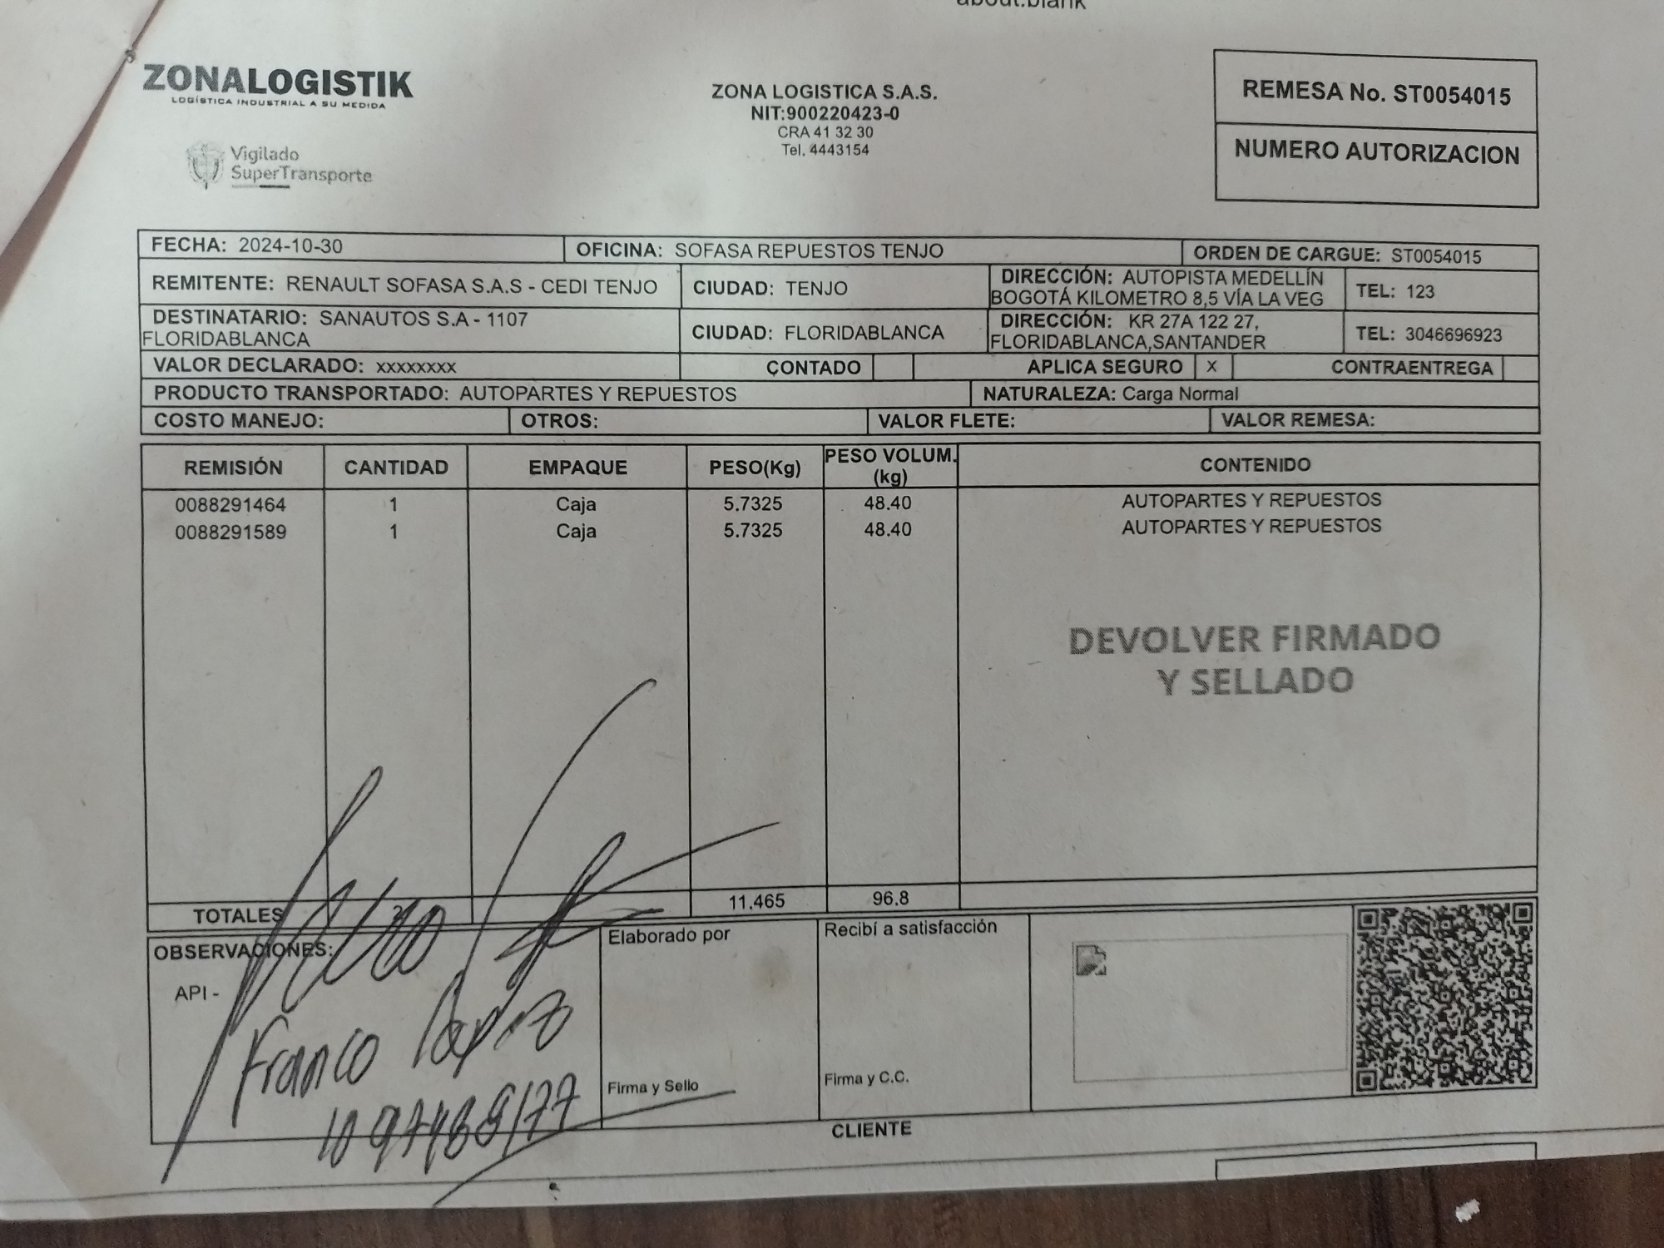 about:blank
ZONALOGISTIK
LOGÍSTICA INDUSTRIAL A SU MEDIDA
Vigilado
SuperTransporte
ZONA LOGISTICA S.A.S.
NIT:900220423-0
CRA 41 32 30
Tel. 4443154
REMESA No. ST0054015
NUMERO AUTORIZACION
FECHA: 2024-10-30 OFICINA: SOFASA REPUESTOS TENJO ORDEN DE CARGUE: ST0054015
REMITENTE: RENAULT SOFASA S.A.S - CEDI TENJO CIUDAD: TENJO DIRECCIÓN: AUTOPISTA MEDELLÍN
BOGOTÁ KILOMETRO 8,5 VÍA LA VEG TEL: 123
DESTINATARIO: SANAUTOS S.A - 1107
FLORIDABLANCA CIUDAD: FLORIDABLANCA DIRECCIÓN: KR 27A 122 27,
FLORIDABLANCA,SANTANDER TEL: 3046696923
VALOR DECLARADO: xxxxxxxx CONTADO APLICA SEGURO X CONTRAENTREGA
PRODUCTO TRANSPORTADO: AUTOPARTES Y REPUESTOS NATURALEZA: Carga Normal
COSTO MANEJO: OTROS: VALOR FLETE: VALOR REMESA:
REMISIÓN CANTIDAD EMPAQUE PESO(Kg) PESO VOLUM.
(kg) CONTENIDO
0088291464 1 Caja 5.7325 48.40 AUTOPARTES Y REPUESTOS
0088291589 1 Caja 5.7325 48.40 AUTOPARTES Y REPUESTOS
DEVOLVER FIRMADO
Y SELLADO
TOTALES 2 11,465 96,8
OBSERVACIONES: Elaborado por Recibí a satisfacción
API -
Franco
Firma y Sello Firma y C.C.
CLIENTE